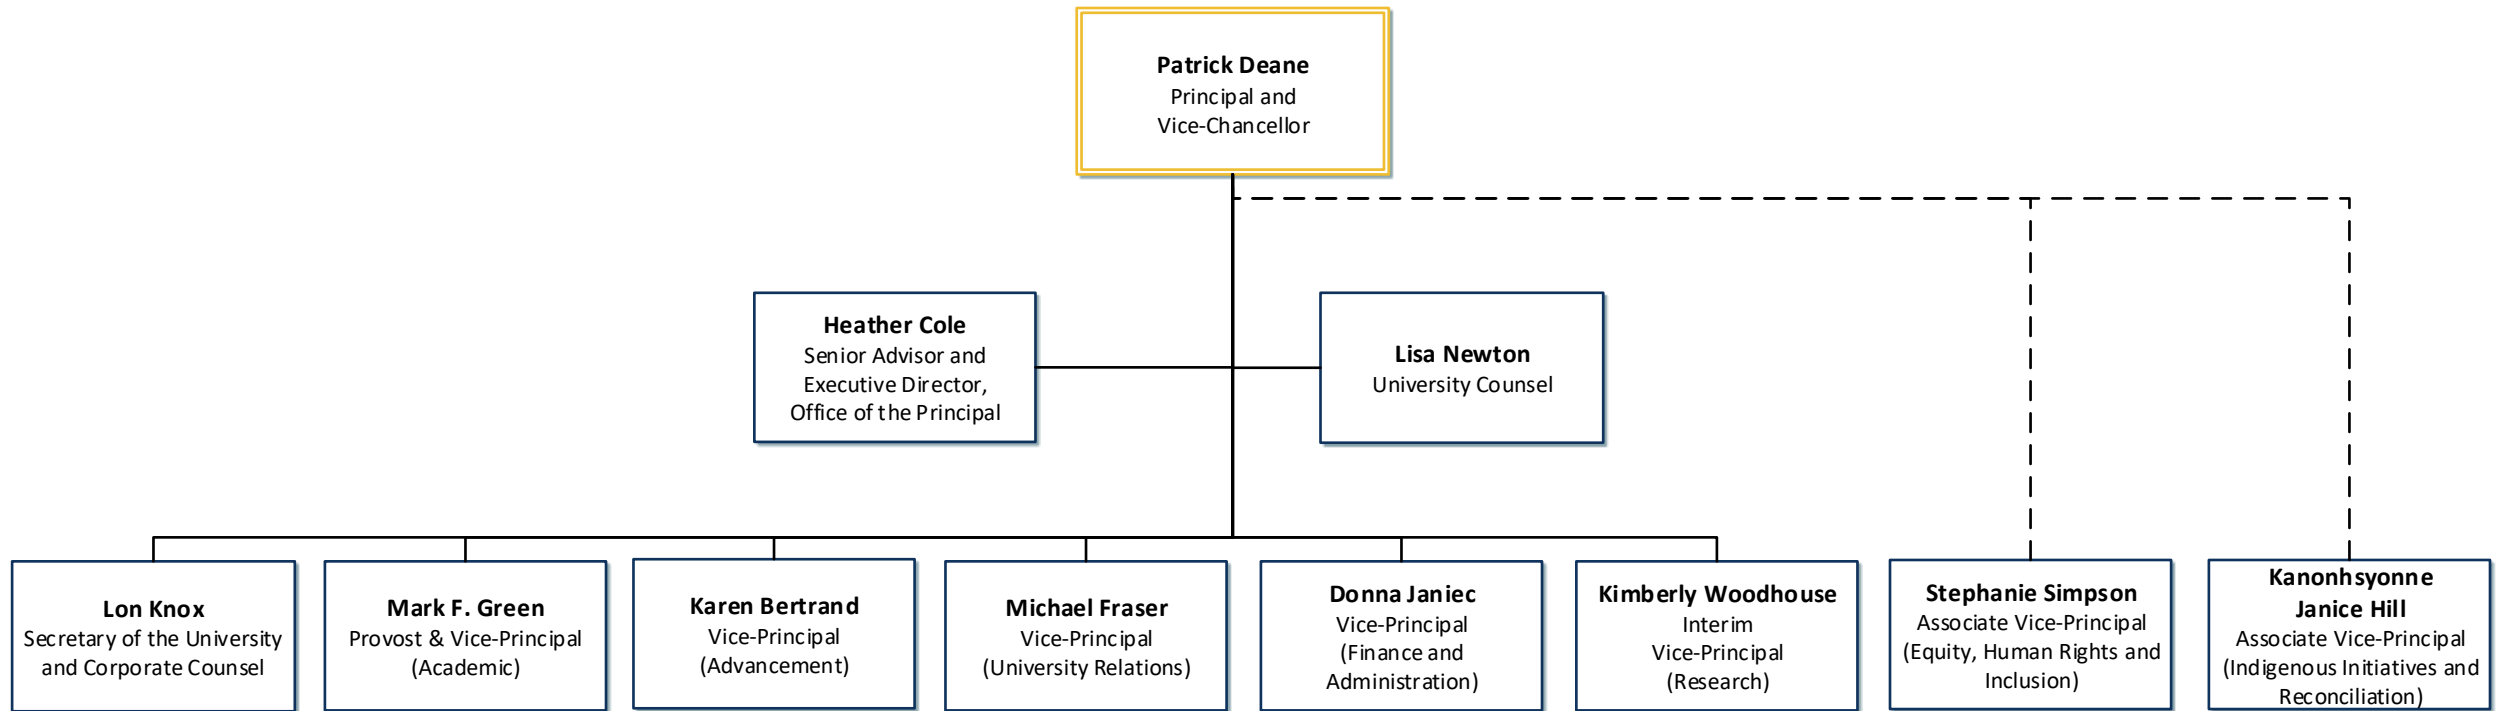 Patrick Deane
Principal and
Vice-Chancellor
Heather Cole
Senior Advisor and
Executive Director,
Office of the Principal
Lisa Newton
University Counsel
Lon Knox
Secretary of the University
and Corporate Counsel
Mark F. Green
Provost & Vice-Principal
(Academic)
Karen Bertrand
Vice-Principal
(Advancement)
Michael Fraser
Vice-Principal
(University Relations)
Donna Janiec
Vice-Principal
(Finance and
Administration)
Kimberly Woodhouse
Interim
Vice-Principal
(Research)
Stephanie Simpson
Associate Vice-Principal
(Equity, Human Rights and
Inclusion)
Kanonhsyonne
Janice Hill
Associate Vice-Principal
(Indigenous Initiatives and
Reconciliation)